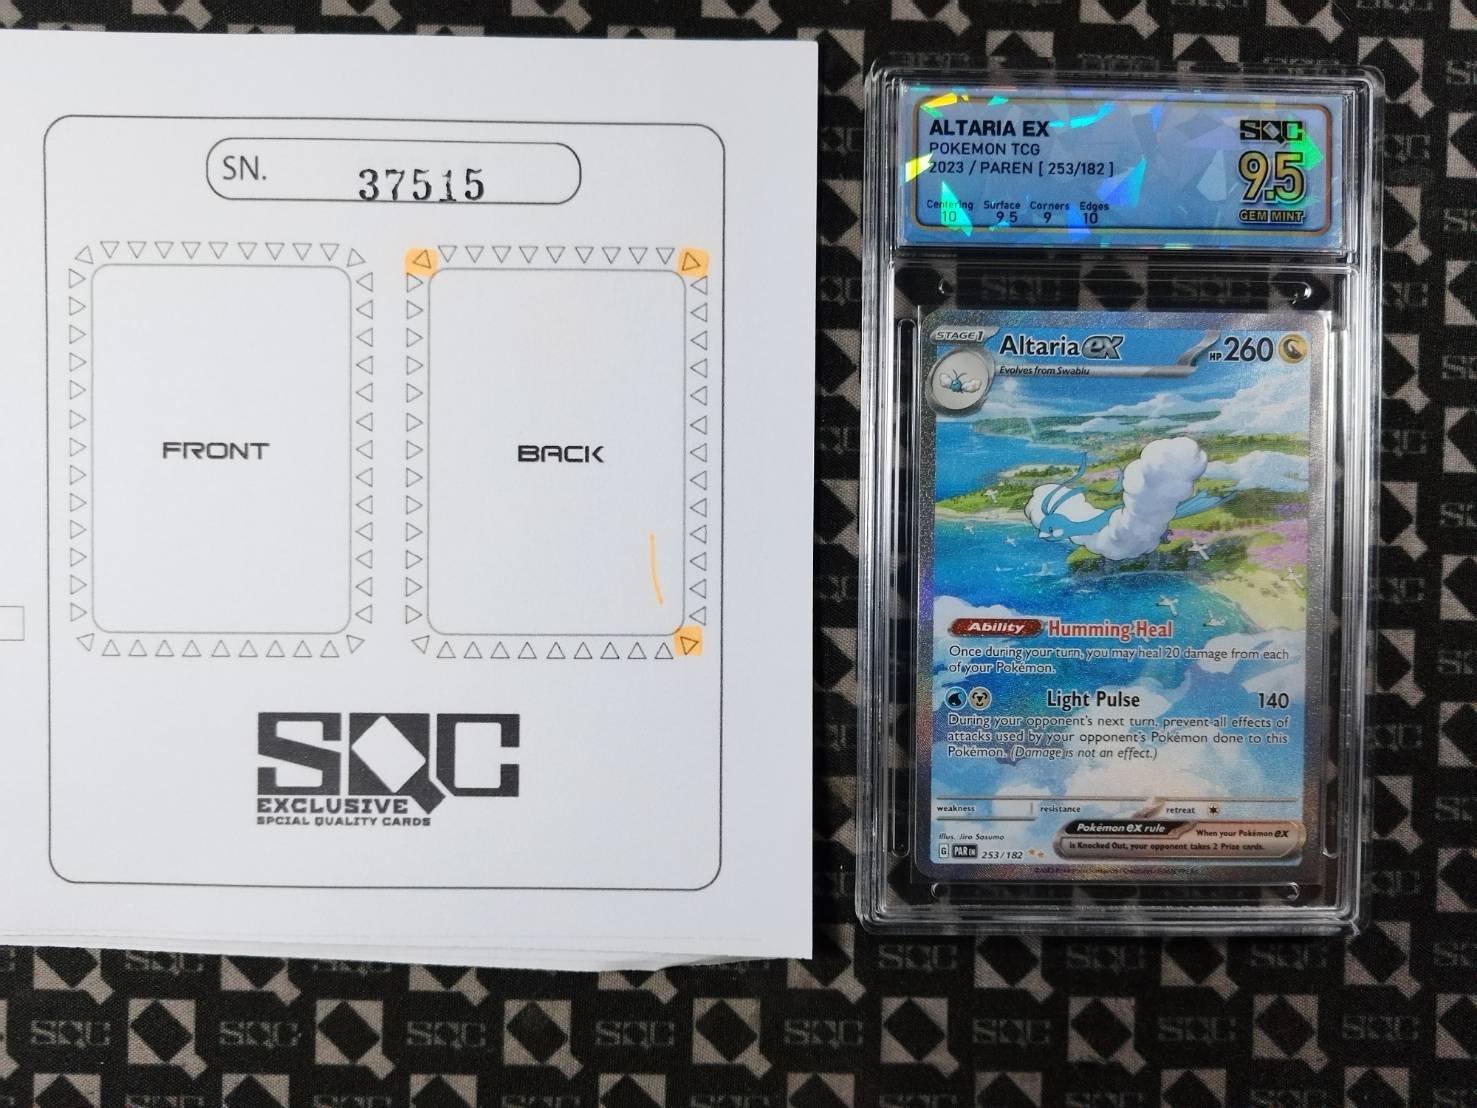 SN. 37515
FRONT
BACK
SQC
EXCLUSIVE
SPCIAL QUALITY CARDS
ALTARIA EX
POKEMON TCG
2023 / PAREN [ 253/182 ]
Centering Surface Corners Edges
10 9.5 9 10
SQC
9.5
GEM MINT
STAGE 1
Altaria ex
HP 260
Evolves from Swablu
Ability Humming Heal
Once during your turn, you may heal 20 damage from each
of your Pokémon.
Light Pulse 140
During your opponent's next turn, prevent all effects of
attacks used by your opponent's Pokémon done to this
Pokémon. (Damage is not an effect.)
weakness resistance retreat
Pokémon ex rule When your Pokémon ex
is Knocked Out, your opponent takes 2 Prize cards.
Illus. Jiro Sasumo
G PAR EN 253/182